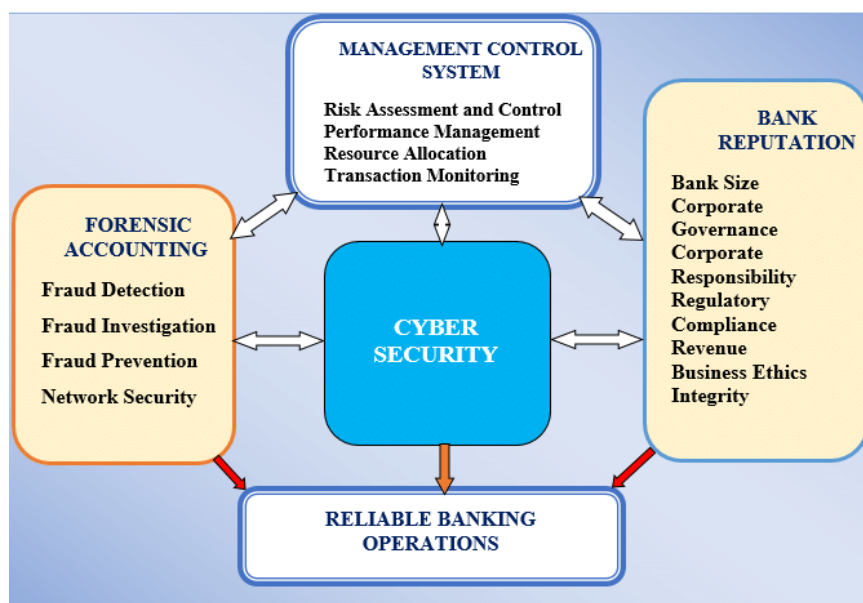 MANAGEMENT CONTROL
SYSTEM
Risk Assessment and Control
Performance Management
Resource Allocation
Transaction Monitoring
BANK
REPUTATION
Bank Size
Corporate
Governance
Corporate
Responsibility
Regulatory
Compliance
Revenue
Business Ethics
Integrity
FORENSIC
ACCOUNTING
Fraud Detection
Fraud Investigation
Fraud Prevention
Network Security
CYBER
SECURITY
RELIABLE BANKING
OPERATIONS